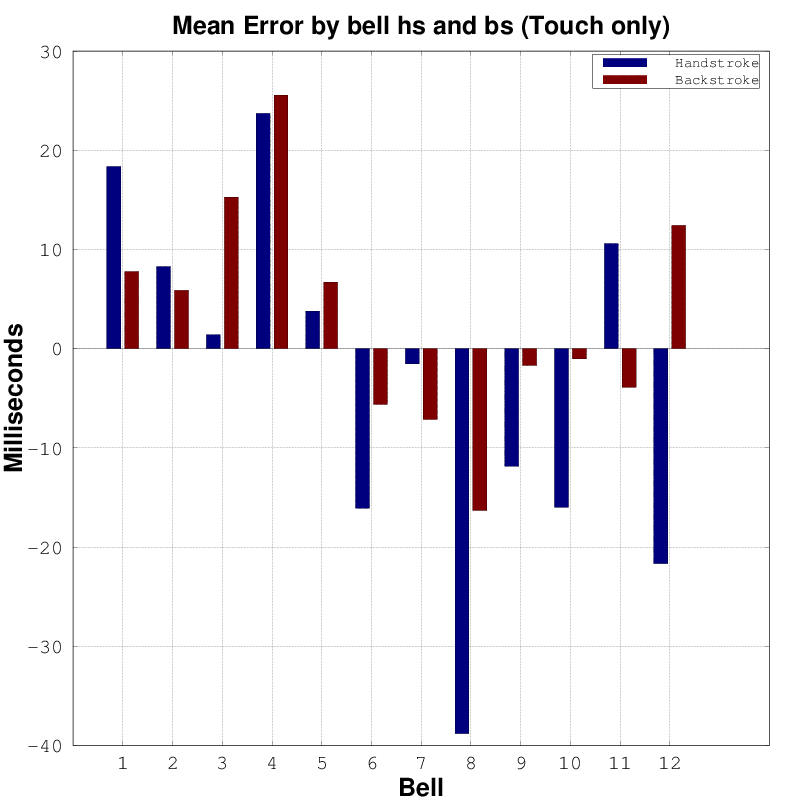 Mean Error by bell hs and bs (Touch only)
Handstroke
Backstroke
30
20
10
0
-10
-20
-30
-40
Milliseconds
1 2 3 4 5 6 7 8 9 10 11 12
Bell